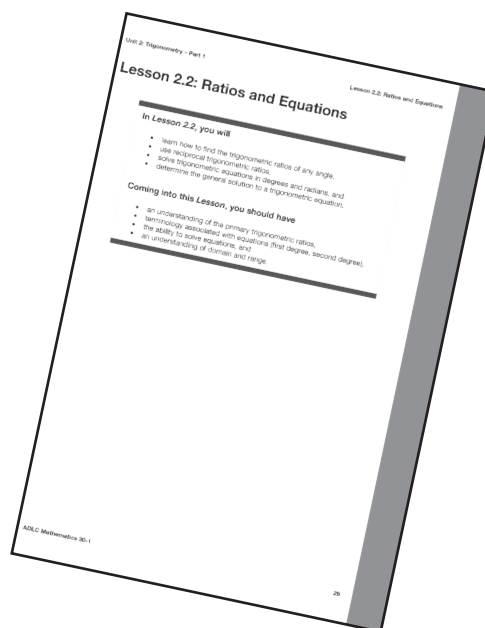 Unit 2: Trigonometry – Part 1
Lesson 2.2: Ratios and Equations
Lesson 2.2: Ratios and Equations
In Lesson 2.2, you will
• learn how to find the trigonometric ratios of any angle,
• use reciprocal trigonometric ratios,
• solve trigonometric equations in degrees and radians, and
• determine the general solution to a trigonometric equation.
Coming into this Lesson, you should have
• an understanding of the primary trigonometric ratios,
• terminology associated with equations (first degree, second degree),
• the ability to solve equations, and
• an understanding of domain and range.
ADLC Mathematics 30-1
29